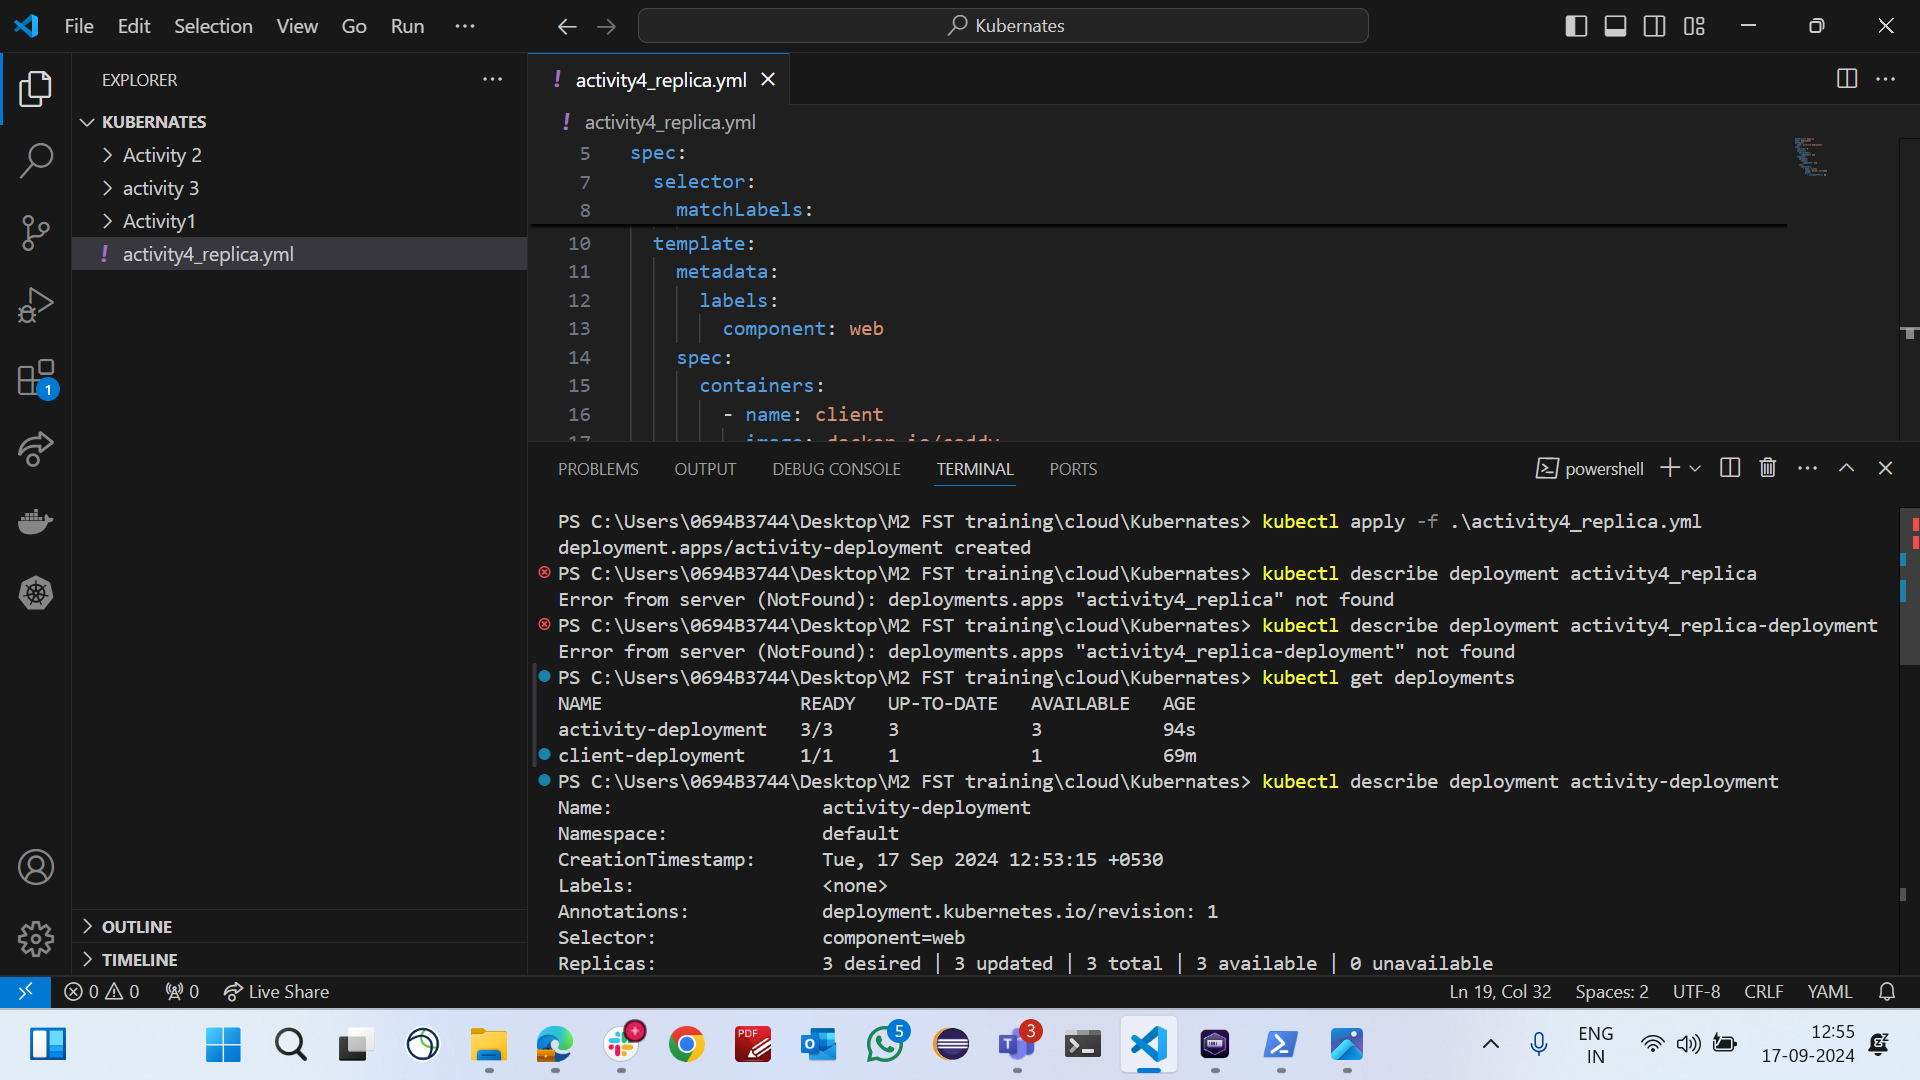 File Edit Selection View Go Run ···
Kubernates
EXPLORER
KUBERNATES
Activity 2
activity 3
Activity1
! activity4_replica.yml
OUTLINE
TIMELINE
1
! activity4_replica.yml
! activity4_replica.yml
5 spec:
7 selector:
8 matchLabels:
10 template:
11 metadata:
12 labels:
13 component: web
14 spec:
15 containers:
16 - name: client
17 image: docker.io/caddy
PROBLEMS OUTPUT DEBUG CONSOLE TERMINAL PORTS
powershell
PS C:\Users\0694B3744\Desktop\M2 FST training\cloud\Kubernates> kubectl apply -f .\activity4_replica.yml
deployment.apps/activity-deployment created
PS C:\Users\0694B3744\Desktop\M2 FST training\cloud\Kubernates> kubectl describe deployment activity4_replica
Error from server (NotFound): deployments.apps "activity4_replica" not found
PS C:\Users\0694B3744\Desktop\M2 FST training\cloud\Kubernates> kubectl describe deployment activity4_replica-deployment
Error from server (NotFound): deployments.apps "activity4_replica-deployment" not found
PS C:\Users\0694B3744\Desktop\M2 FST training\cloud\Kubernates> kubectl get deployments
NAME READY UP-TO-DATE AVAILABLE AGE
activity-deployment 3/3 3 3 94s
client-deployment 1/1 1 1 69m
PS C:\Users\0694B3744\Desktop\M2 FST training\cloud\Kubernates> kubectl describe deployment activity-deployment
Name: activity-deployment
Namespace: default
CreationTimestamp: Tue, 17 Sep 2024 12:53:15 +0530
Labels: <none>
Annotations: deployment.kubernetes.io/revision: 1
Selector: component=web
Replicas: 3 desired | 3 updated | 3 total | 3 available | 0 unavailable
0 0 0 Live Share Ln 19, Col 32 Spaces: 2 UTF-8 CRLF YAML
PDF
5
3
ENG
IN
12:55
17-09-2024